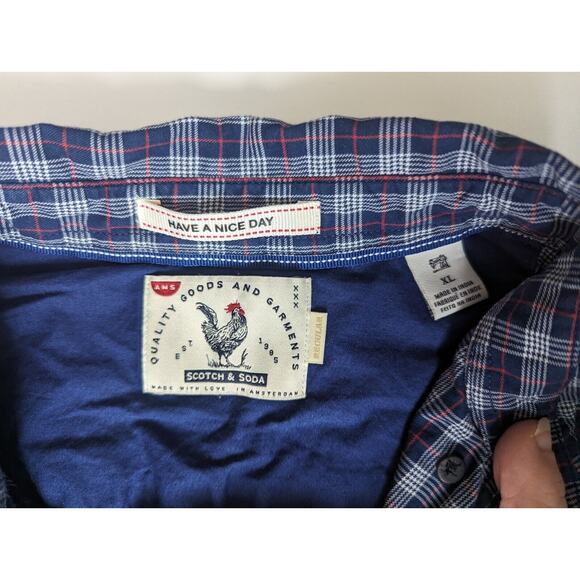 HAVE A NICE DAY
AMS
XXX
QUALITY GOODS AND GARMENTS
EST 1985
SCOTCH & SODA
MADE WITH LOVE IN AMSTERDAM
REGULAR
XL
MADE IN INDIA
FABRIQUÉ EN INDE
FEITO NA INDIA